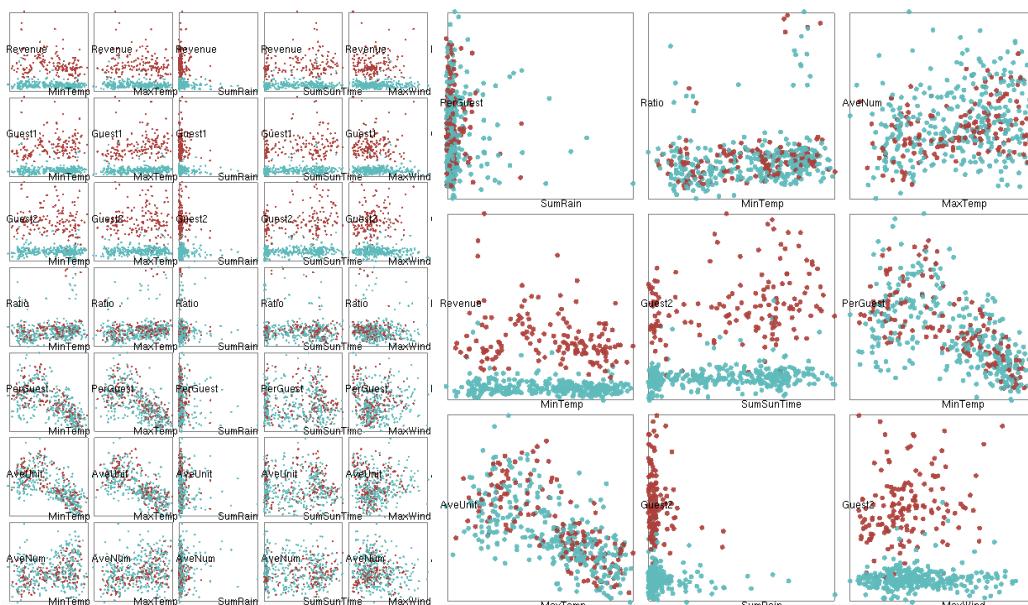 Revenue Revenue Revenue Revenue Revenue
MinTemp MaxTemp SumRain SumSunTime MaxWind
Guest1 Guest1 Guest1 Guest1 Guest1
MinTemp MaxTemp SumRain SumSunTime MaxWind
Guest2 Guest2 Guest2 Guest2 Guest2
MinTemp MaxTemp SumRain SumSunTime MaxWind
Ratio Ratio Ratio Ratio Ratio
MinTemp MaxTemp SumRain SumSunTime MaxWind
PerGuest PerGuest PerGuest PerGuest PerGuest
MinTemp MaxTemp SumRain SumSunTime MaxWind
AveUnit AveUnit AveUnit AveUnit AveUnit
MinTemp MaxTemp SumRain SumSunTime MaxWind
AveNum AveNum AveNum AveNum AveNum
MinTemp MaxTemp SumRain SumSunTime MaxWind
PerGuest Ratio AveNum
SumRain MinTemp MaxTemp
Revenue Guest2 PerGuest
MinTemp SumSunTime MinTemp
AveUnit Guest2 Guest2
MaxTemp SumRain MaxWind